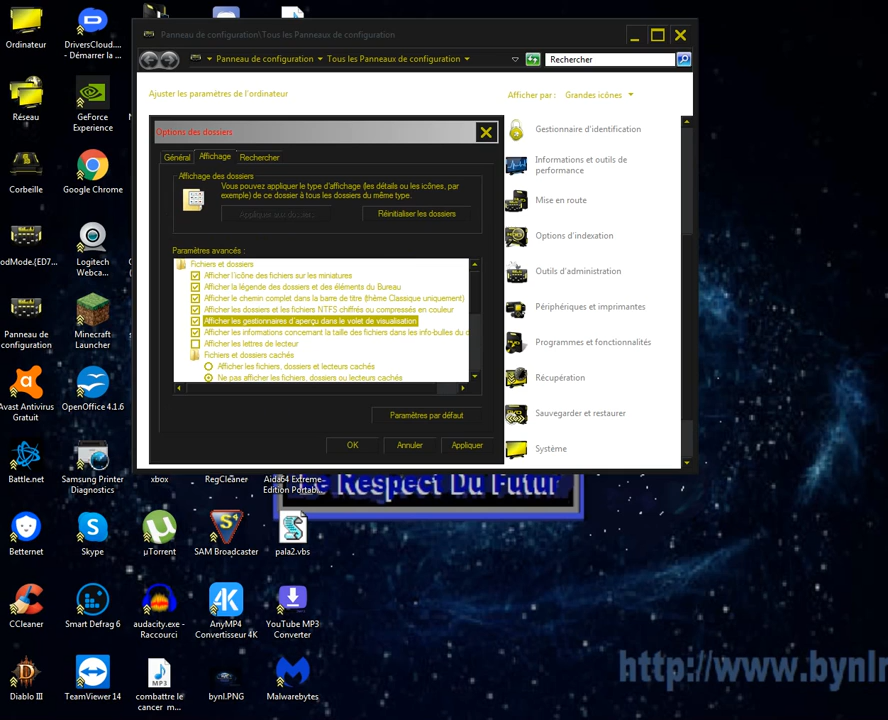 Panneau de configuration\Tous les Panneaux de configuration
Panneau de configuration
Tous les Panneaux de configuration
Rechercher
Ajuster les paramètres de l'ordinateur
Afficher par :
Grandes icônes
Options des dossiers
Général
Affichage
Rechercher
Affichage des dossiers
Vous pouvez appliquer le type d'affichage (les détails ou les icônes, par
exemple) de ce dossier à tous les dossiers du même type.
Réinitialiser les dossiers
Paramètres avancés :
Fichiers et dossiers
Afficher l'icône des fichiers sur les miniatures
Afficher la légende des dossiers et des éléments du Bureau
Afficher le chemin complet dans la barre de titre (thème Classique uniquement)
Afficher les dossiers et les fichiers NTFS chiffrés ou compressés en couleur
Afficher les gestionnaires d'aperçu dans le volet de visualisation
Afficher les informations concernant la taille des fichiers dans les info-bulles du d
Afficher les lettres de lecteur
Fichiers et dossiers cachés
Afficher les fichiers, dossiers et lecteurs cachés
Ne pas afficher les fichiers, dossiers ou lecteurs cachés
Paramètres par défaut
OK
Annuler
Appliquer
Gestionnaire d'identification
Informations et outils de
performance
Mise en route
Options d'indexation
Outils d'administration
Périphériques et imprimantes
Programmes et fonctionnalités
Récupération
Sauvegarder et restaurer
Système
Ordinateur
DriversCloud....
- Démarrer la ...
Réseau
GeForce
Experience
Corbeille
Google Chrome
odMode.{ED7...
Logitech
Webca...
Panneau de
configuration
Minecraft
Launcher
Avast Antivirus
Gratuit
OpenOffice 4.1.6
Battle.net
Samsung Printer
Diagnostics
xbox
RegCleaner
Aida64 Extreme
Edition Portab...
Le Respect Du Futur
Betternet
Skype
µTorrent
SAM Broadcaster
pala2.vbs
CCleaner
Smart Defrag 6
audacity.exe -
Raccourci
AnyMP4
Convertisseur 4K
YouTube MP3
Converter
Diablo III
TeamViewer 14
MP3
combattre le
cancer m...
bynl.PNG
Malwarebytes
http://www.bynlr